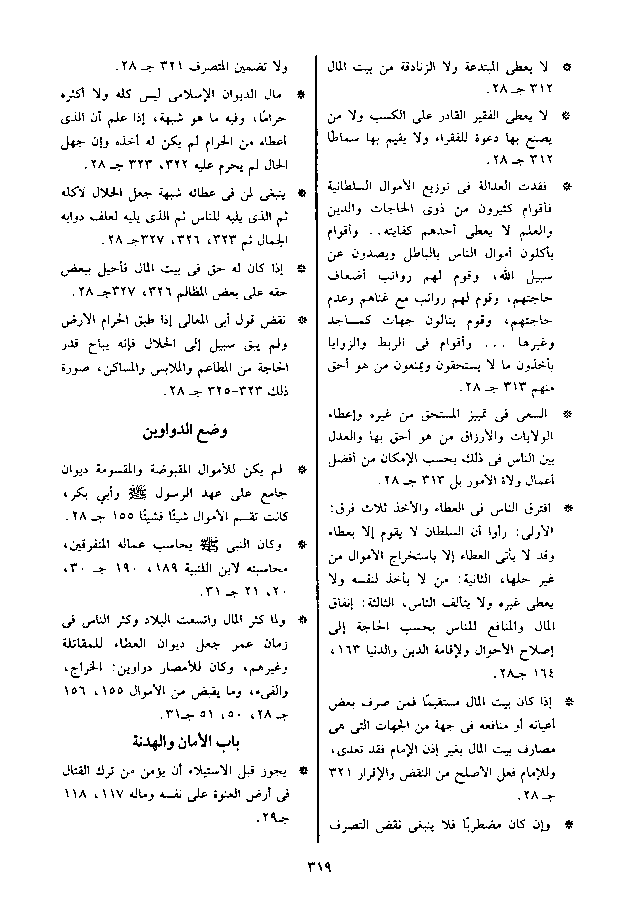 * لا يعطى المبتدعة ولا الزنادقة من بيت المال
٣١٢ جـ ٢٨.
* لا يعطى الفقير القادر على الكسب ولا من
يصنع بها دعوة للفقراء ولا يقيم بها سماطا
٣١٢ جـ ٢٨.
* فقدت العدالة فى توزيع الأموال السلطانية
فأقوام كثيرون من ذوى الحاجات والدين
والعلم لا يعطى أحدهم كفايته.. وأقوام
يأكلون أموال الناس بالباطل ويصدون عن
سبيل الله، وقوم لهم رواتب أضعاف
حاجتهم، وقوم لهم رواتب مع غناهم وعدم
حاجتهم، وقوم ينالون جهات كمساجد
وغيرها ... وأقوام فى الربط والزوايا
يأخذون ما لا يستحقون ويمنعون من هو أحق
منهم ٣١٣ جـ ٢٨.
* السعى فى تمييز المستحق من غيره وإعطاء
الولايات والأرزاق من هو أحق بها والعدل
بين الناس فى ذلك بحسب الإمكان من أفضل
أعمال ولاة الأمور بل ٣١٣ جـ ٢٨.
* افترق الناس فى العطاء والأخذ ثلاث فرق:
الأولى: رأوا أن السلطان لا يقوم إلا بعطاء
وقد لا يأتى العطاء إلا باستخراج الأموال من
غير حلها، الثانية: من لا يأخذ لنفسه ولا
يعطى غيره ولا يتألف الناس، الثالثة: إنفاق
المال والمنافع للناس بحسب الحاجة إلى
إصلاح الأحوال ولإقامة الدين والدنيا ١٦٣،
١٦٤ جـ٢٨.
* إذا كان بيت المال مستقيمًا فمن صرف بعض
أعيانه أو منافعه فى جهة من الجهات التى هى
مصارف بيت المال بغير إذن الإمام فقد تعدى،
وللإمام فعل الأصلح من النقض والإقرار ٣٢١
جـ ٢٨.
* وإن كان مضطربًا فلا ينبغى نقض التصرف
ولا تضمين المتصرف ٣٢١ جـ ٢٨.
* مال الديوان الإسلامى ليس كله ولا أكثره
حرامًا، وفيه ما هو شبهة، إذا علم أن الذى
أعطاه من الحرام لم يكن له أخذه وإن جهل
الحال لم يحرم عليه ٣٢٢، ٣٢٣ جـ ٢٨.
* ينبغى لمن فى عطائه شبهة جعل الحلال لأكله
ثم الذى يليه للناس ثم الذى يليه لعلف دوابه
الجمال ثم ٣٢٣، ٣٢٦، ٣٢٧جـ ٢٨.
* إذا كان له حق فى بيت المال فأحيل ببعض
حقه على بعض المظالم ٣٢٦، ٣٢٧جـ ٢٨.
* نقض قول أبى المعالى إذا طبق الحرام الأرض
ولم يبق سبيل إلى الحلال فإنه يباح قدر
الحاجة من المطاعم والملابس والمساكن، صورة
ذلك ٣٢٣-٣٢٥ جـ ٢٨.
وضع الدواوين
* لم يكن للأموال المقبوضة والمقسومة ديوان
جامع على عهد الرسول ﷺ وأبي بكر،
كانت تقسم الأموال شيئًا فشيئًا ١٥٥ جـ ٢٨.
* وكان النبى ﷺ يحاسب عماله المتفرقين،
محاسبته لابن اللتبية ١٨٩، ١٩٠ جـ ٣٠،
٢٠، ٢١ جـ ٣١.
* ولما كثر المال واتسعت البلاد وكثر الناس فى
زمان عمر جعل ديوان العطاء للمقاتلة
وغيرهم، وكان للأمصار دواوين: الخراج،
والفىء، وما يقبض من الأموال ١٥٥، ١٥٦
جـ ٢٨، ٥٠، ٥١ جـ٣١.
باب الأمان والهدنة
* يجوز قبل الاستيلاء أن يؤمن من ترك القتال
فى أرض العنوة على نفسه وماله ١١٧، ١١٨
جـ٢٩.
٣١٩